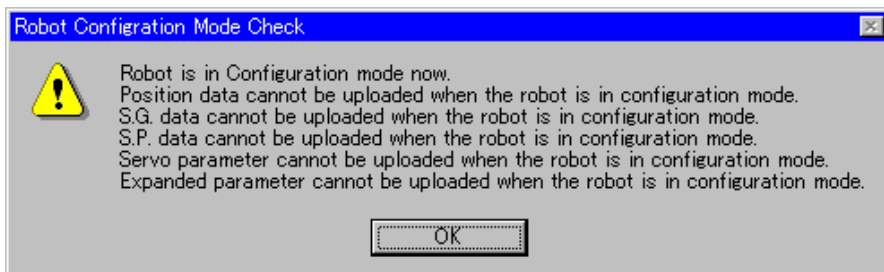 Robot Configration Mode Check
Robot is in Configuration mode now.
Position data cannot be uploaded when the robot is in configuration mode.
S.G. data cannot be uploaded when the robot is in configuration mode.
S.P. data cannot be uploaded when the robot is in configuration mode.
Servo parameter cannot be uploaded when the robot is in configuration mode.
Expanded parameter cannot be uploaded when the robot is in configuration mode.
OK